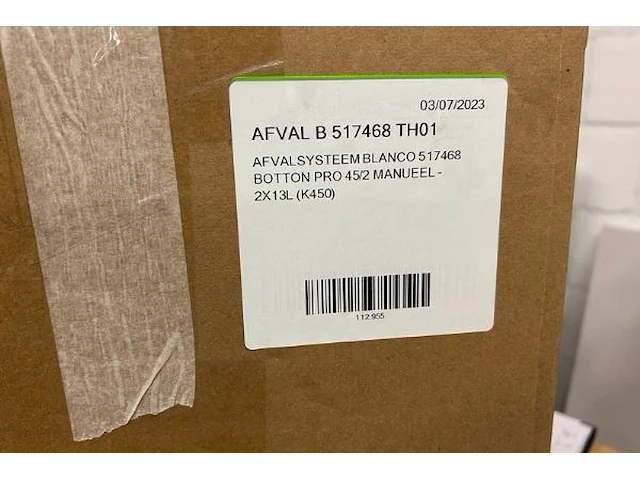 03/07/2023
AFVAL B 517468 TH01
AFVALSYSTEEM BLANCO 517468
BOTTON PRO 45/2 MANUEEL -
2X13L (K450)
112.955